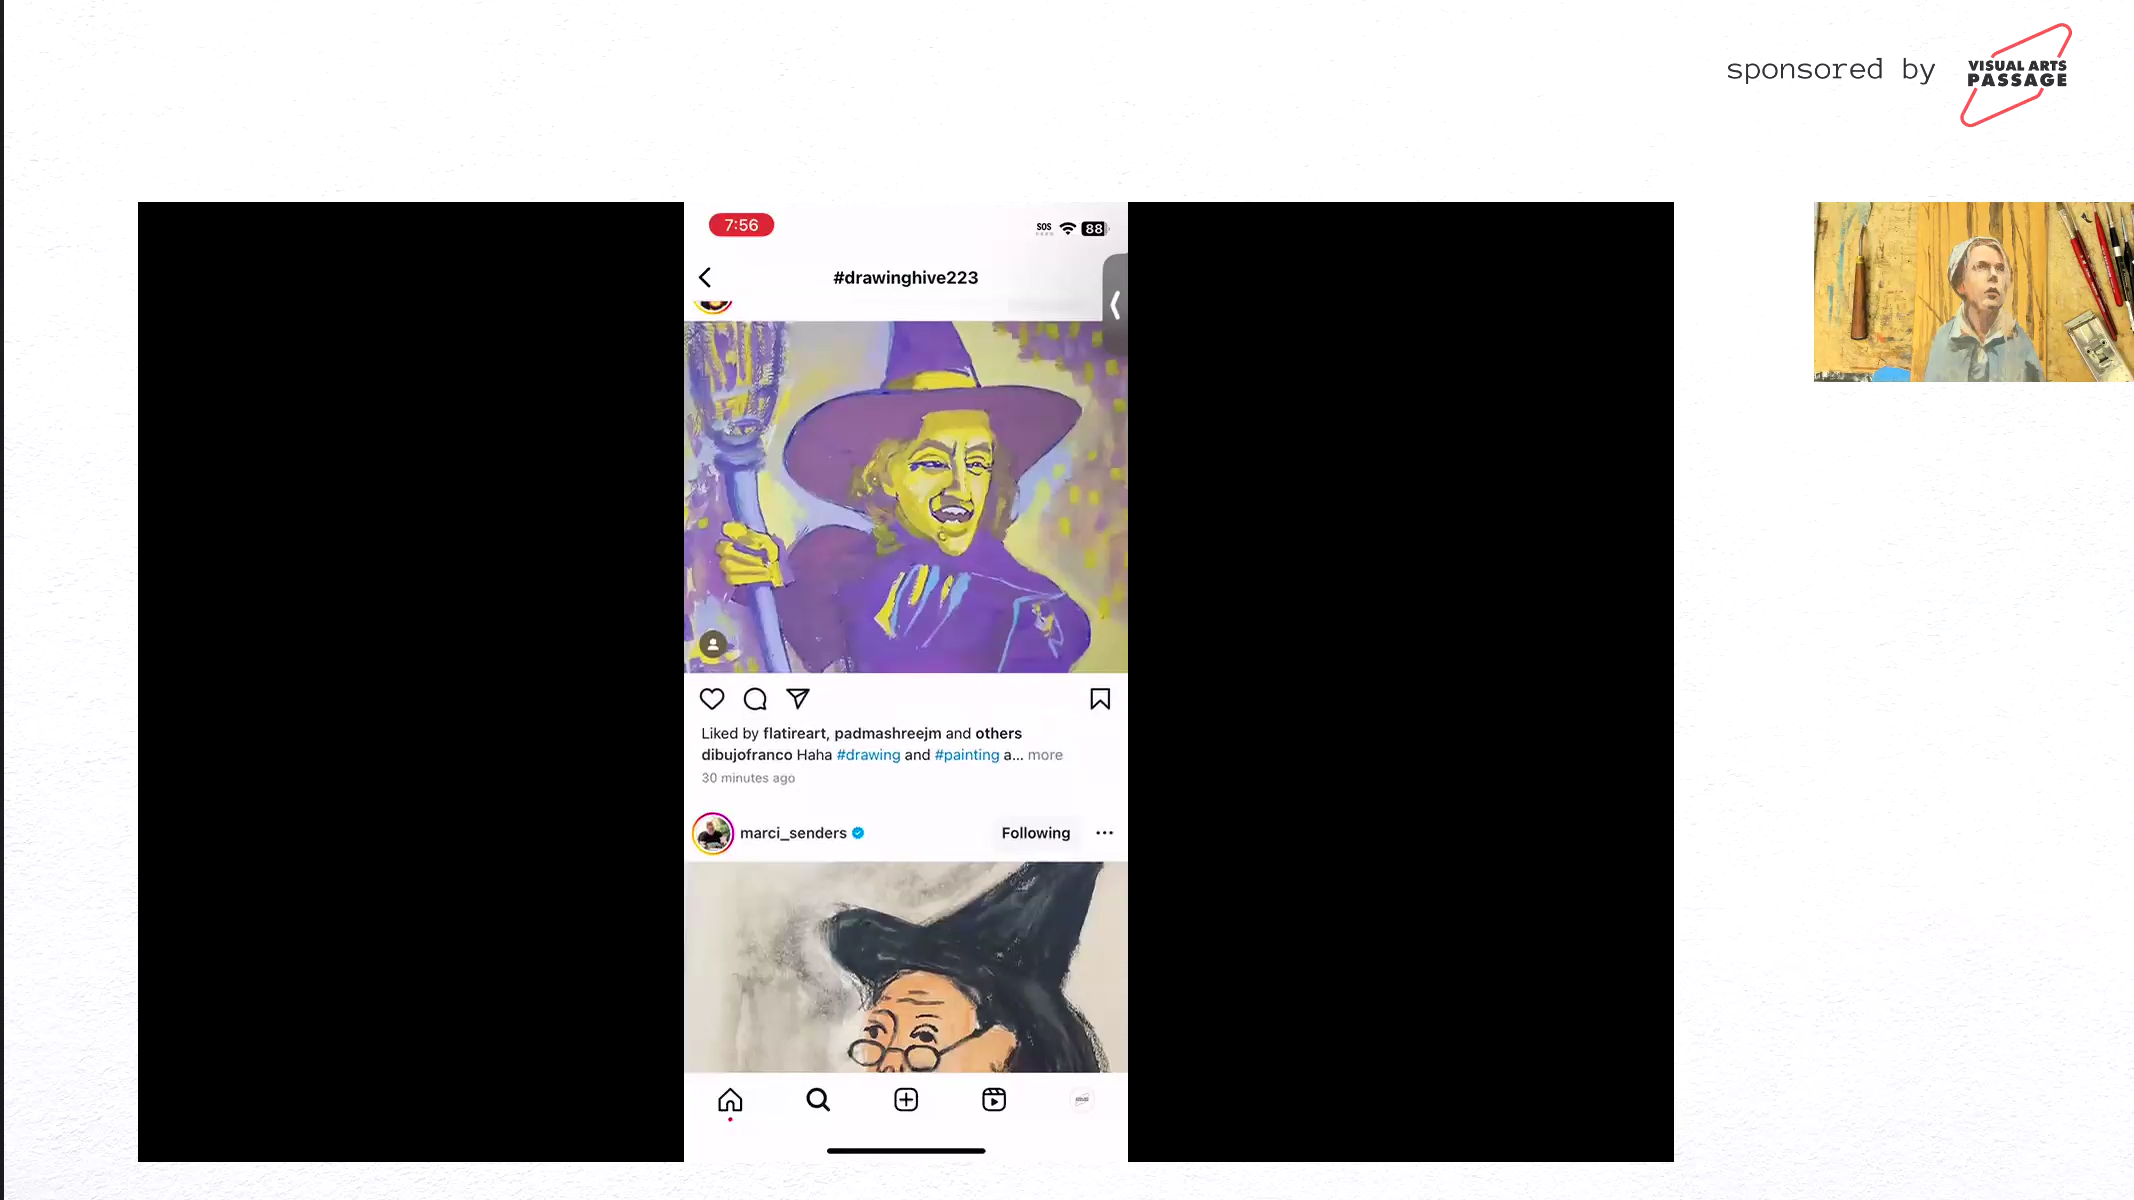 sponsored by
VISUAL ARTS
PASSAGE
7:56
SOS
88
#drawinghive223
Liked by flatireart, padmashreejm and others
dibujofranco Haha #drawing and #painting a... more
30 minutes ago
marci_senders
Following